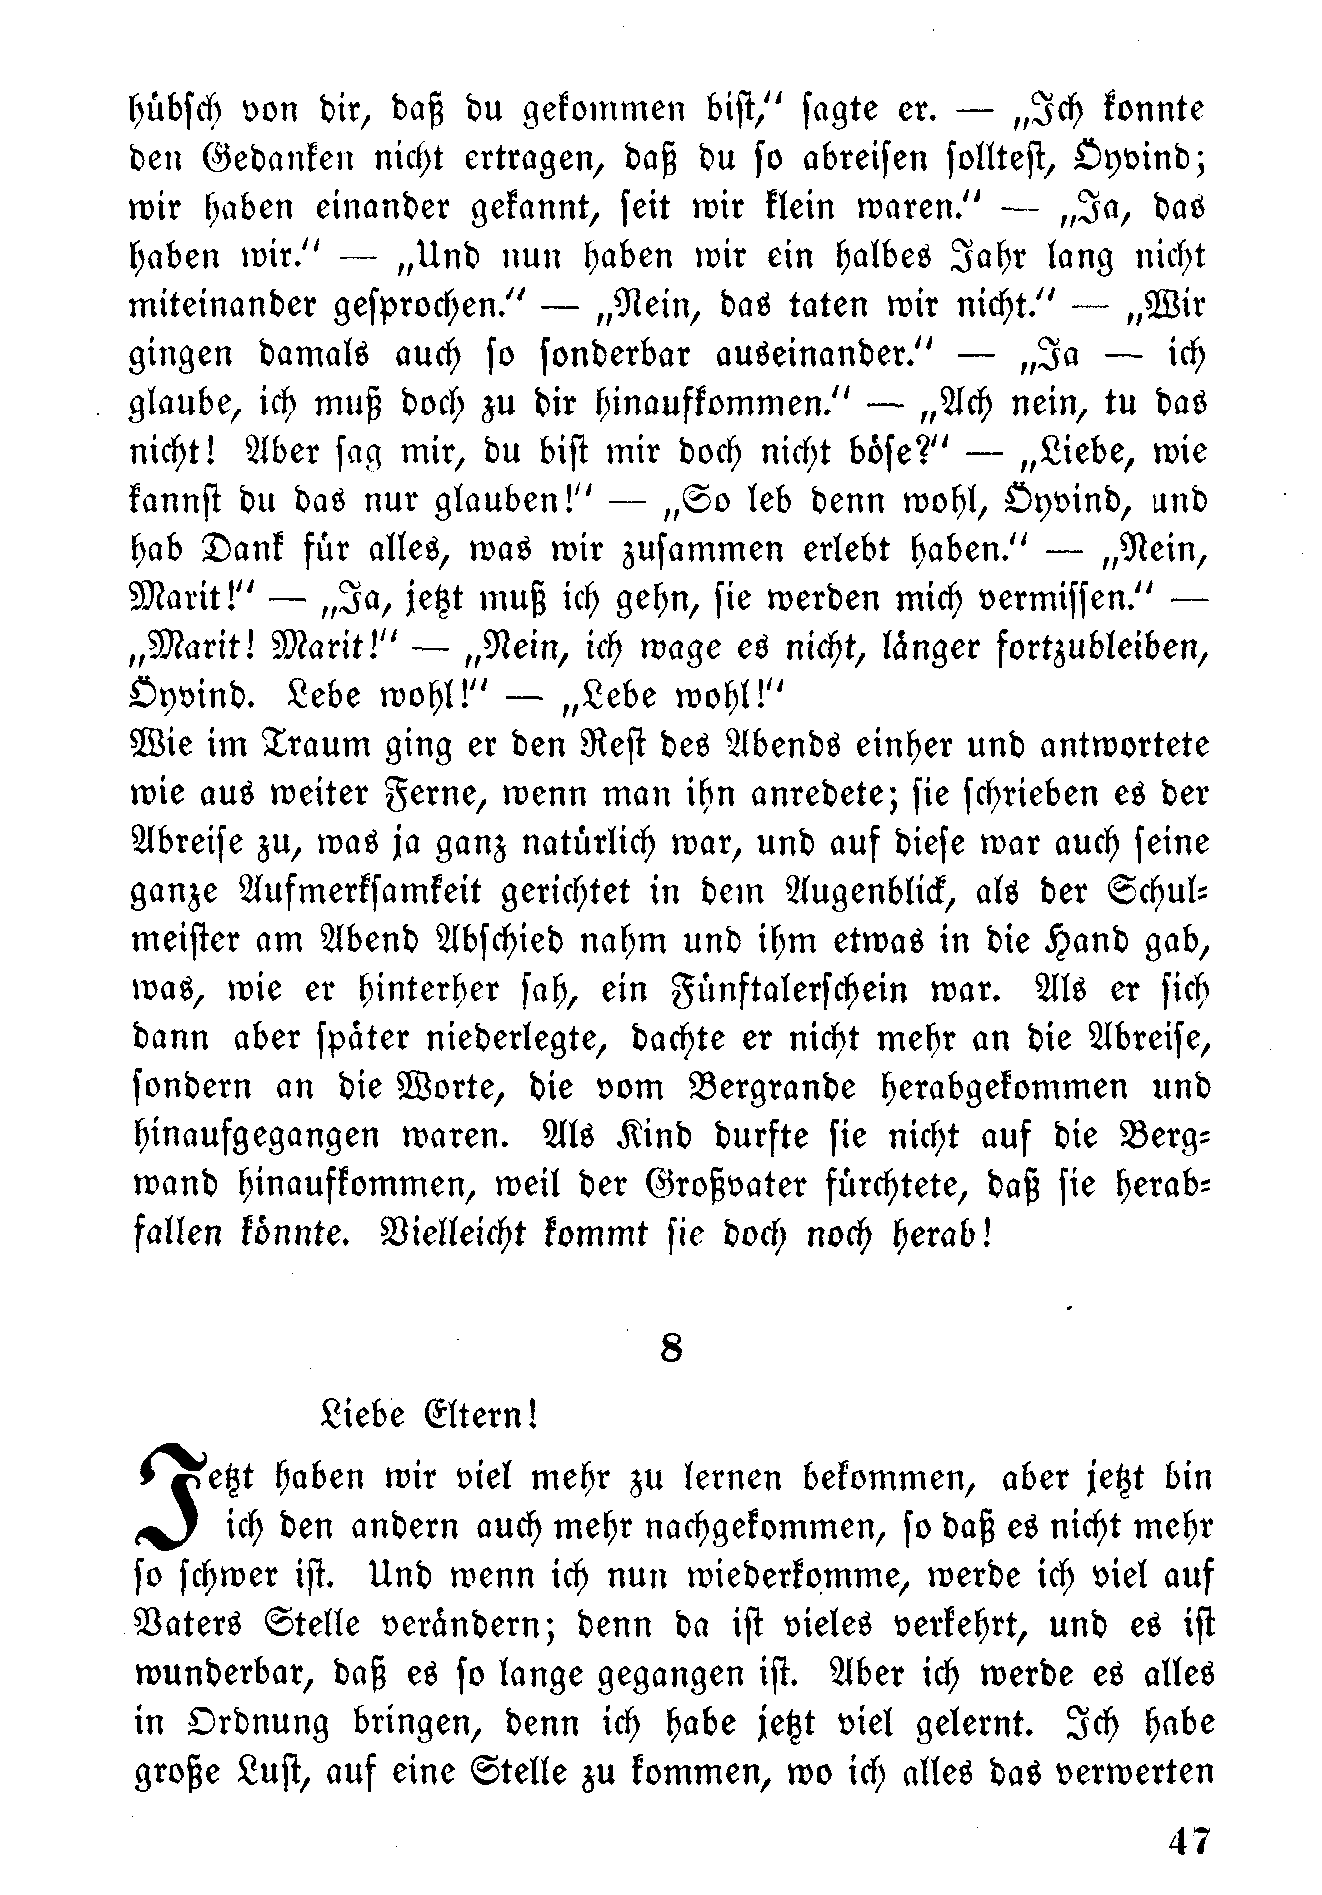 hübsch von dir, daß du gekommen bist,“ sagte er. — „Ich konnte
den Gedanken nicht ertragen, daß du so abreisen solltest, Öyvind;
wir haben einander gekannt, seit wir klein waren.“ — „Ja, das
haben wir.“ — „Und nun haben wir ein halbes Jahr lang nicht
miteinander gesprochen.“ — „Nein, das taten wir nicht.“ — „Wir
gingen damals auch so sonderbar auseinander.“ — „Ja — ich
glaube, ich muß doch zu dir hinaufkommen.“ — „Ach nein, tu das
nicht! Aber sag mir, du bist mir doch nicht böse?“ — „Liebe, wie
kannst du das nur glauben!“ — „So leb denn wohl, Öyvind, und
hab Dank für alles, was wir zusammen erlebt haben.“ — „Nein,
Marit!“ — „Ja, jetzt muß ich gehn, sie werden mich vermissen.“ —
„Marit! Marit!“ — „Nein, ich wage es nicht, länger fortzubleiben,
Öyvind. Lebe wohl!“ — „Lebe wohl!“
Wie im Traum ging er den Rest des Abends einher und antwortete
wie aus weiter Ferne, wenn man ihn anredete; sie schrieben es der
Abreise zu, was ja ganz natürlich war, und auf diese war auch seine
ganze Aufmerksamkeit gerichtet in dem Augenblick, als der Schul-
meister am Abend Abschied nahm und ihm etwas in die Hand gab,
was, wie er hinterher sah, ein Fünftalerschein war. Als er sich
dann aber später niederlegte, dachte er nicht mehr an die Abreise,
sondern an die Worte, die vom Bergrande herabgekommen und
hinaufgegangen waren. Als Kind durfte sie nicht auf die Berg-
wand hinaufkommen, weil der Großvater fürchtete, daß sie herab-
fallen könnte. Vielleicht kommt sie doch noch herab!
8
Liebe Eltern!
Jetzt haben wir viel mehr zu lernen bekommen, aber jetzt bin
ich den andern auch mehr nachgekommen, so daß es nicht mehr
so schwer ist. Und wenn ich nun wiederkomme, werde ich viel auf
Vaters Stelle verändern; denn da ist vieles verkehrt, und es ist
wunderbar, daß es so lange gegangen ist. Aber ich werde es alles
in Ordnung bringen, denn ich habe jetzt viel gelernt. Ich habe
große Lust, auf eine Stelle zu kommen, wo ich alles das verwerten
47